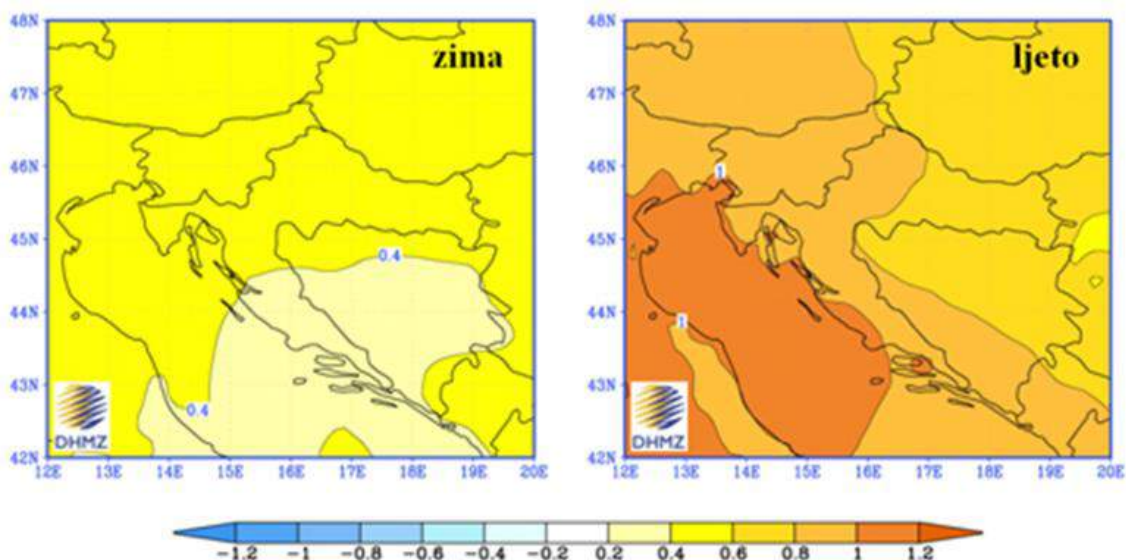 zima
48N
47N
46N
45N
44N
43N
42N
0.4
0.4
DHMZ
12E 13E 14E 15E 16E 17E 18E 19E 20E
ljeto
48N
47N
46N
45N
44N
43N
42N
1
1
DHMZ
12E 13E 14E 15E 16E 17E 18E 19E 20E
-1.2 -1 -0.8 -0.6 -0.4 -0.2 0.2 0.4 0.6 0.8 1 1.2